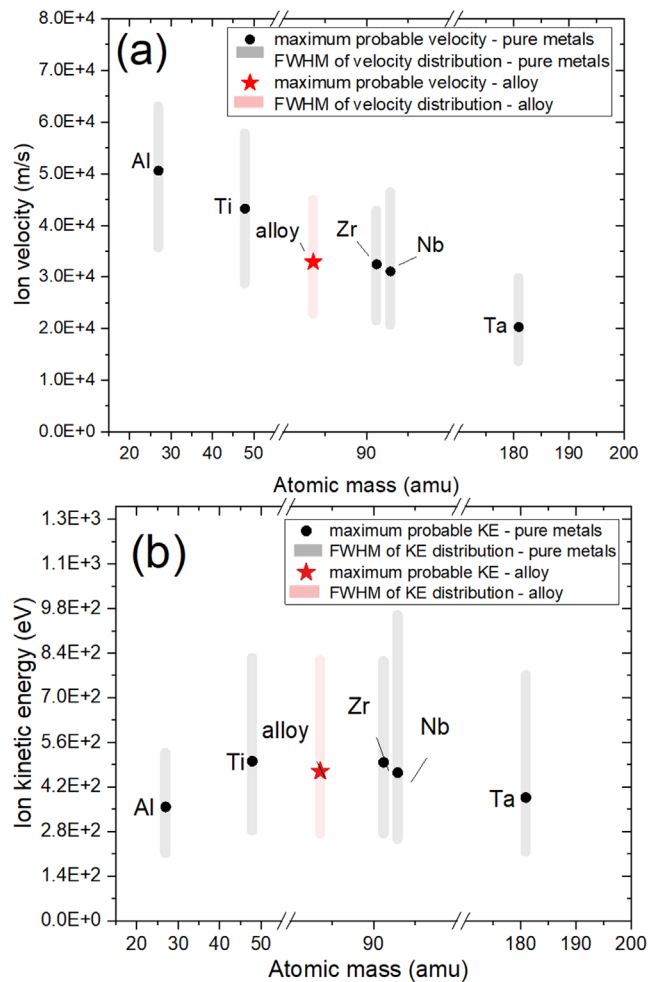 8.0E+4
(a)
maximum probable velocity - pure metals
FWHM of velocity distribution - pure metals
maximum probable velocity - alloy
FWHM of velocity distribution - alloy
7.0E+4
6.0E+4
5.0E+4
4.0E+4
3.0E+4
2.0E+4
1.0E+4
0.0E+0
Ion velocity (m/s)
Al
Ti
alloy
Zr
Nb
Ta
20 30 40 50 90 180 190 200
Atomic mass (amu)
(b)
maximum probable KE - pure metals
FWHM of KE distribution - pure metals
maximum probable KE - alloy
FWHM of KE distribution - alloy
1.3E+3
1.1E+3
9.8E+2
8.4E+2
7.0E+2
5.6E+2
4.2E+2
2.8E+2
1.4E+2
0.0E+0
Ion kinetic energy (eV)
Al
Ti
alloy
Zr
Nb
Ta
20 30 40 50 90 180 190 200
Atomic mass (amu)